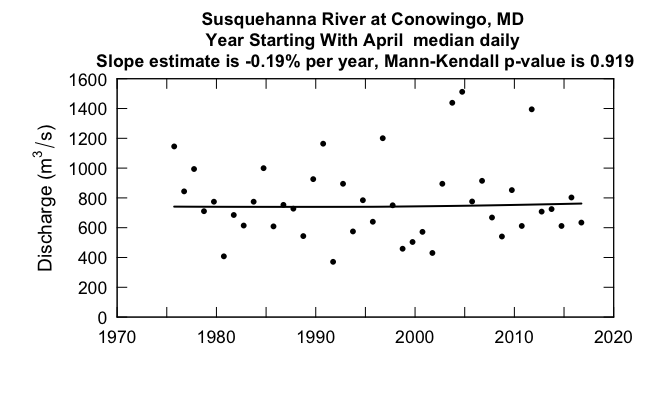 Susquehanna River at Conowingo, MD
Year Starting With April median daily
Slope estimate is -0.19% per year, Mann-Kendall p-value is 0.919
Discharge (m³/s)
1600
1400
1200
1000
800
600
400
200
0
1970 1980 1990 2000 2010 2020